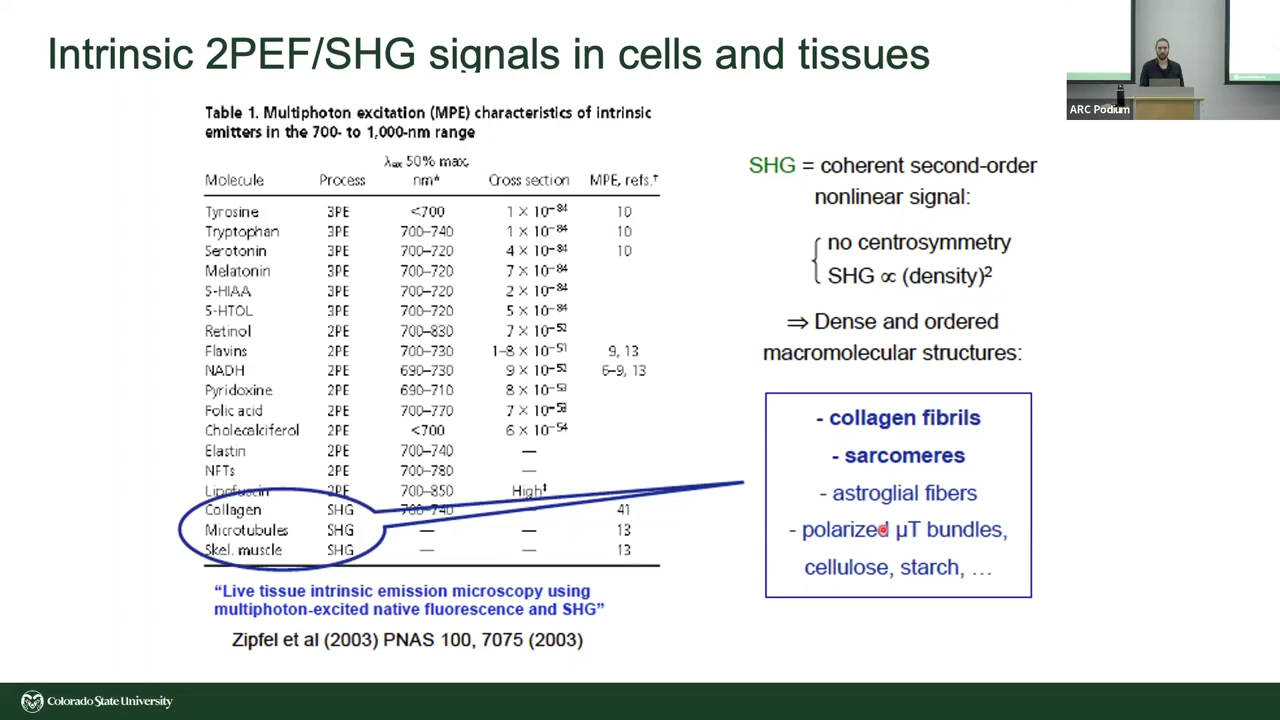 Intrinsic 2PEF/SHG signals in cells and tissues
ARC Podium
Table 1. Multiphoton excitation (MPE) characteristics of intrinsic
emitters in the 700- to 1,000-nm range
λex 50% max,
Molecule Process nm* Cross section MPE, refs.†
Tyrosine 3PE <700 1 × 10⁻⁸⁴ 10
Tryptophan 3PE 700–740 1 × 10⁻⁸⁴ 10
Serotonin 3PE 700–720 4 × 10⁻⁸⁴ 10
Melatonin 3PE 700–720 7 × 10⁻⁸⁴
5-HIAA 3PE 700–720 2 × 10⁻⁸⁴
5-HTOL 3PE 700–720 5 × 10⁻⁸⁴
Retinol 2PE 700–830 7 × 10⁻⁵²
Flavins 2PE 700–730 1–8 × 10⁻⁵¹ 9, 13
NADH 2PE 690–730 9 × 10⁻⁵² 6–9, 13
Pyridoxine 2PE 690–710 8 × 10⁻⁵³
Folic acid 2PE 700–770 7 × 10⁻⁵³
Cholecalciferol 2PE <700 6 × 10⁻⁵⁴
Elastin 2PE 700–740 —
NFTs 2PE 700–780 —
Lipofuscin 2PE 700–850 High‡
Collagen SHG 700–740 — 41
Microtubules SHG — — 13
Skel. muscle SHG — — 13
"Live tissue intrinsic emission microscopy using
multiphoton-excited native fluorescence and SHG"
Zipfel et al (2003) PNAS 100, 7075 (2003)
SHG = coherent second-order
nonlinear signal:
no centrosymmetry
SHG ∝ (density)²
⇒ Dense and ordered
macromolecular structures:
- collagen fibrils
- sarcomeres
- astroglial fibers
- polarized µT bundles,
cellulose, starch, …
Colorado State University